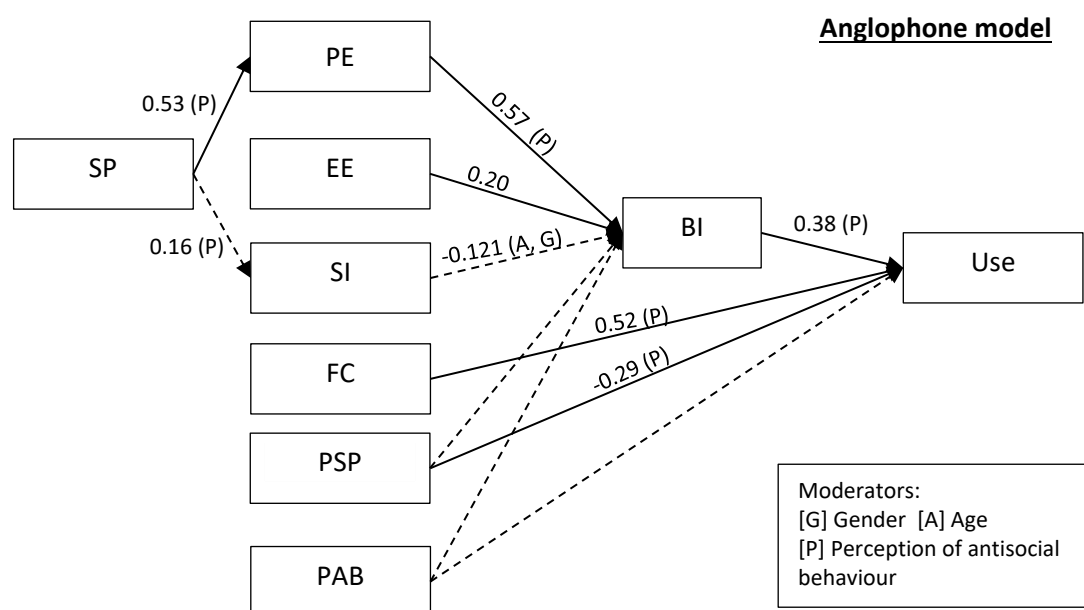 Anglophone model
PE
0.53 (P)
0.57 (P)
SP
EE
0.20
0.16 (P)
SI
-0.121 (A, G)
BI
0.38 (P)
Use
FC
0.52 (P)
-0.29 (P)
PSP
PAB
Moderators:
[G] Gender [A] Age
[P] Perception of antisocial
behaviour